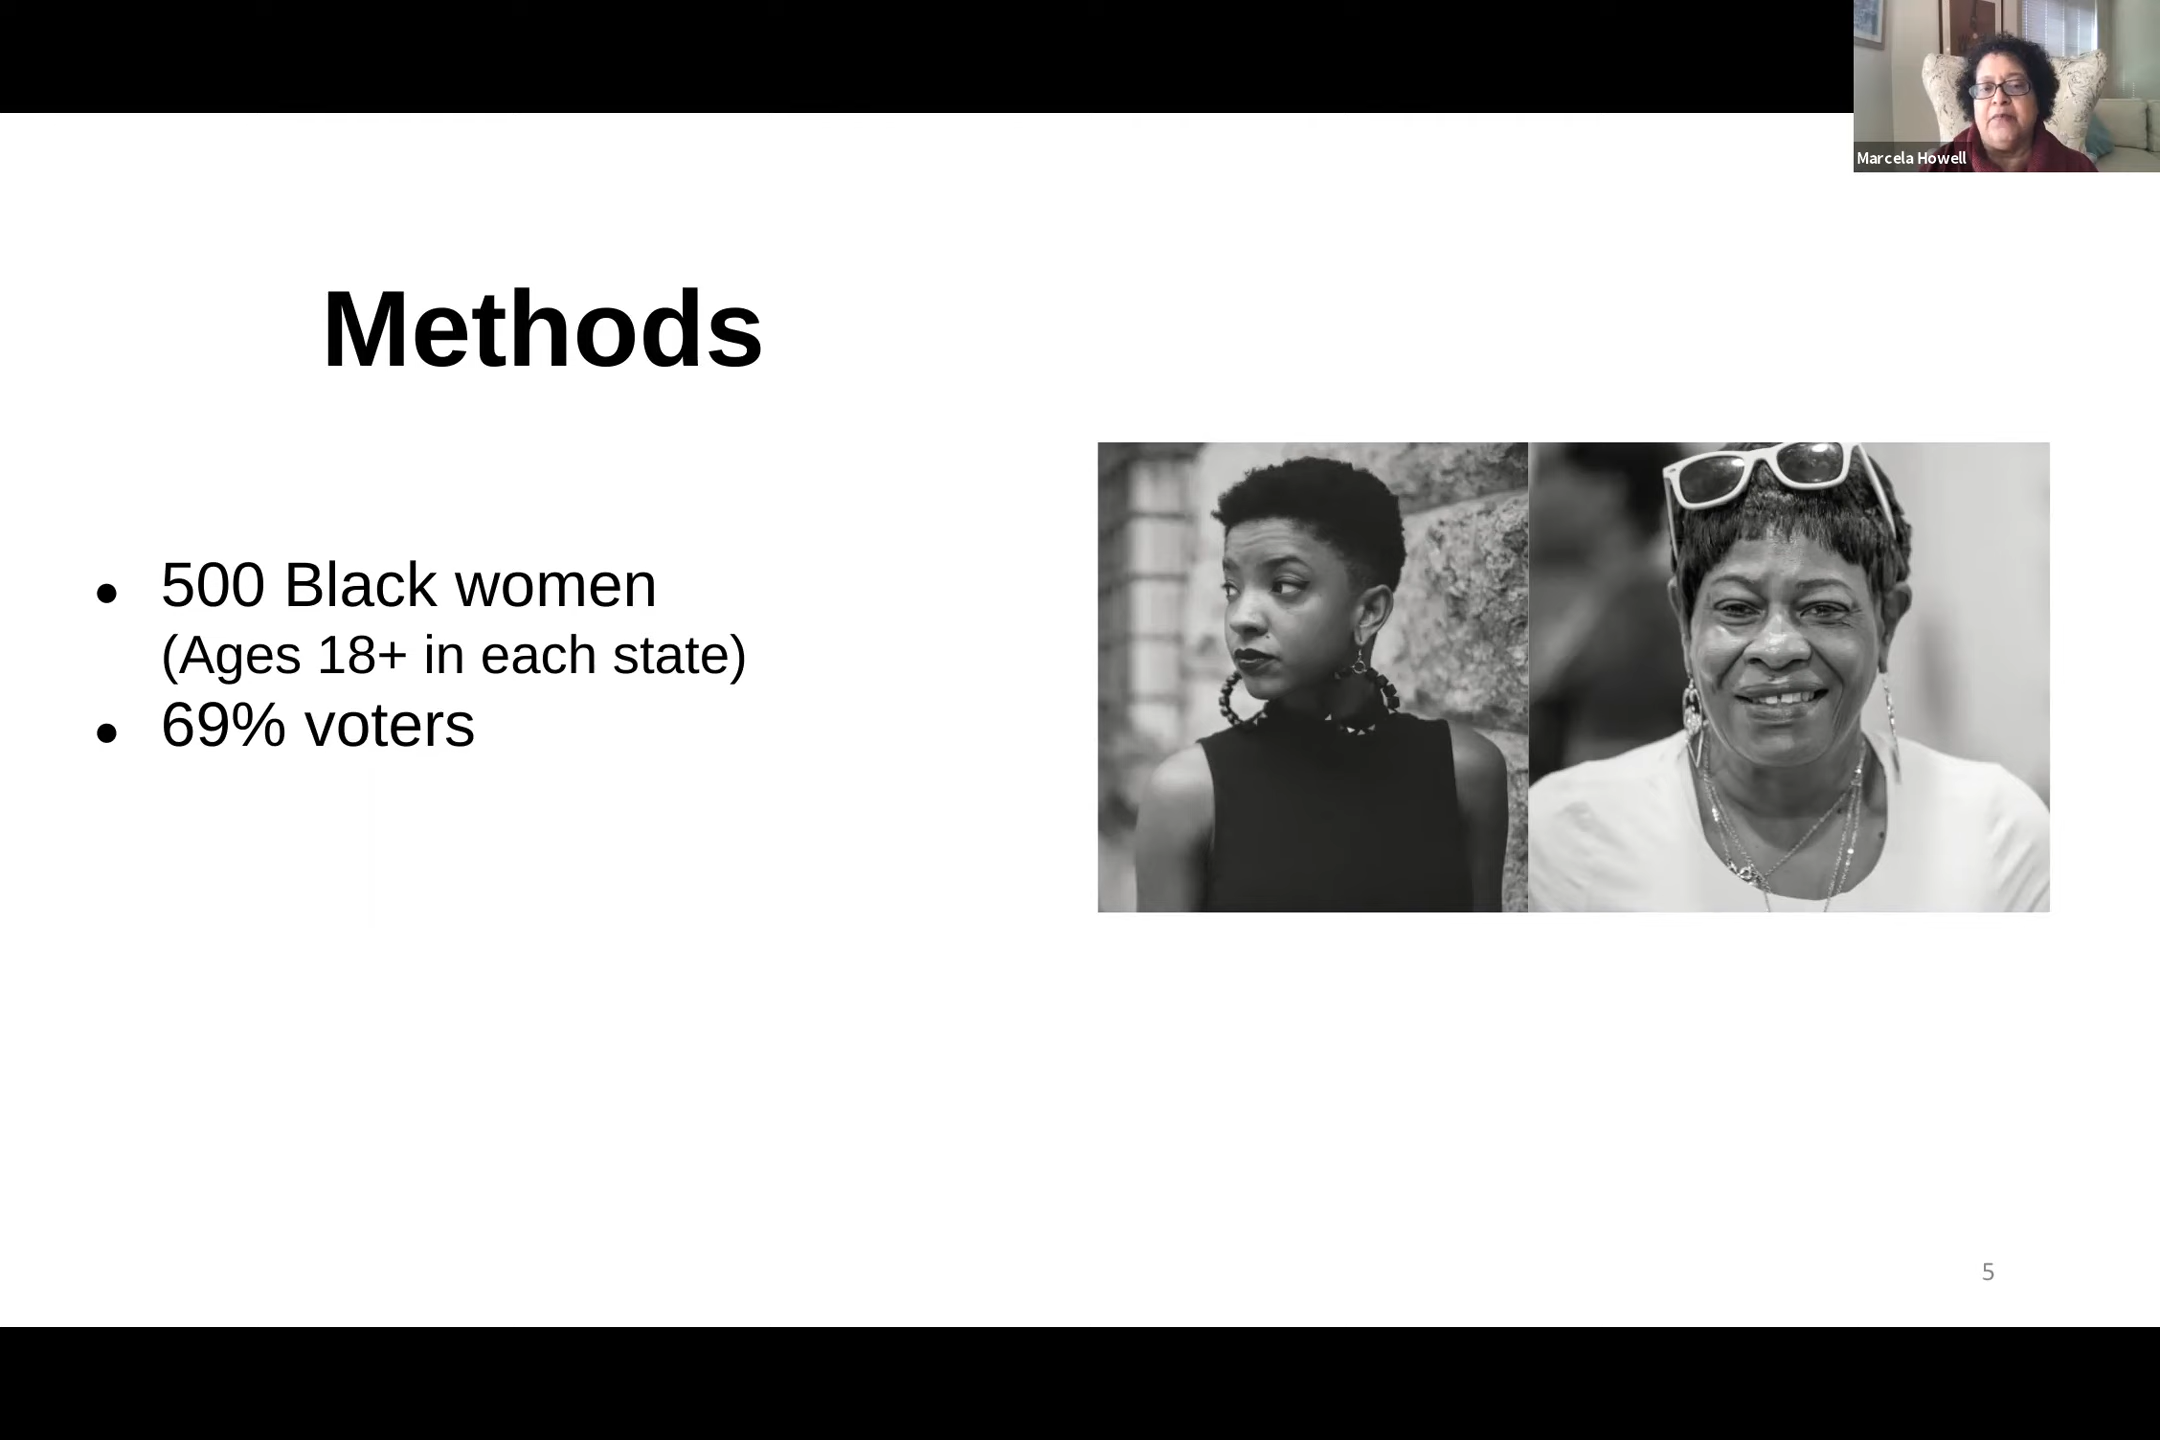 Marcela Howell
Methods
● 500 Black women
(Ages 18+ in each state)
● 69% voters
5